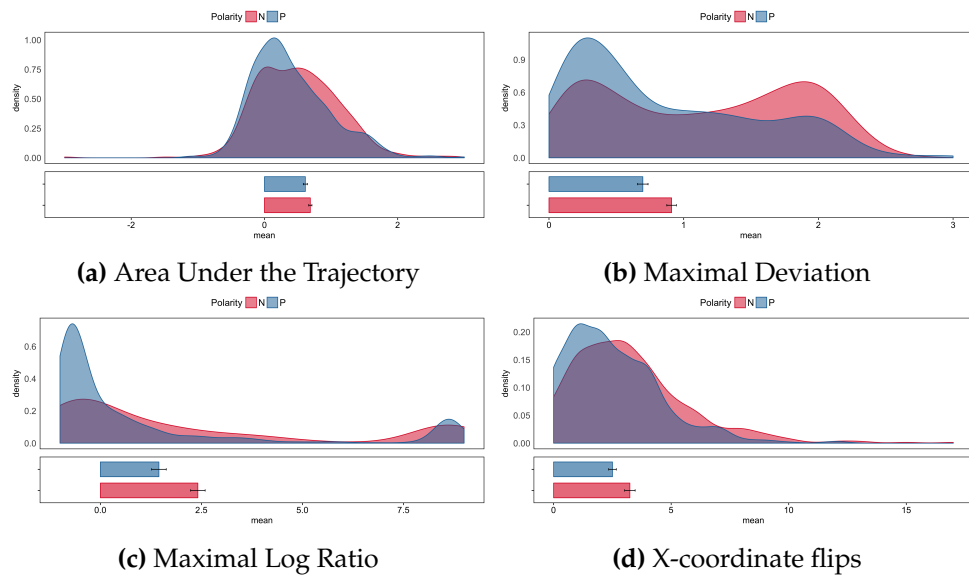 Polarity N P
density
1.00
0.75
0.50
0.25
0.00
-2 0 2
mean
(a) Area Under the Trajectory
Polarity N P
density
0.9
0.6
0.3
0.0
0 1 2 3
mean
(b) Maximal Deviation
Polarity N P
density
0.6
0.4
0.2
0.0
0.0 2.5 7.5
mean
(c) Maximal Log Ratio
Polarity N P
density
0.20
0.15
0.10
0.05
0.00
0 5 10 15
mean
(d) X-coordinate flips